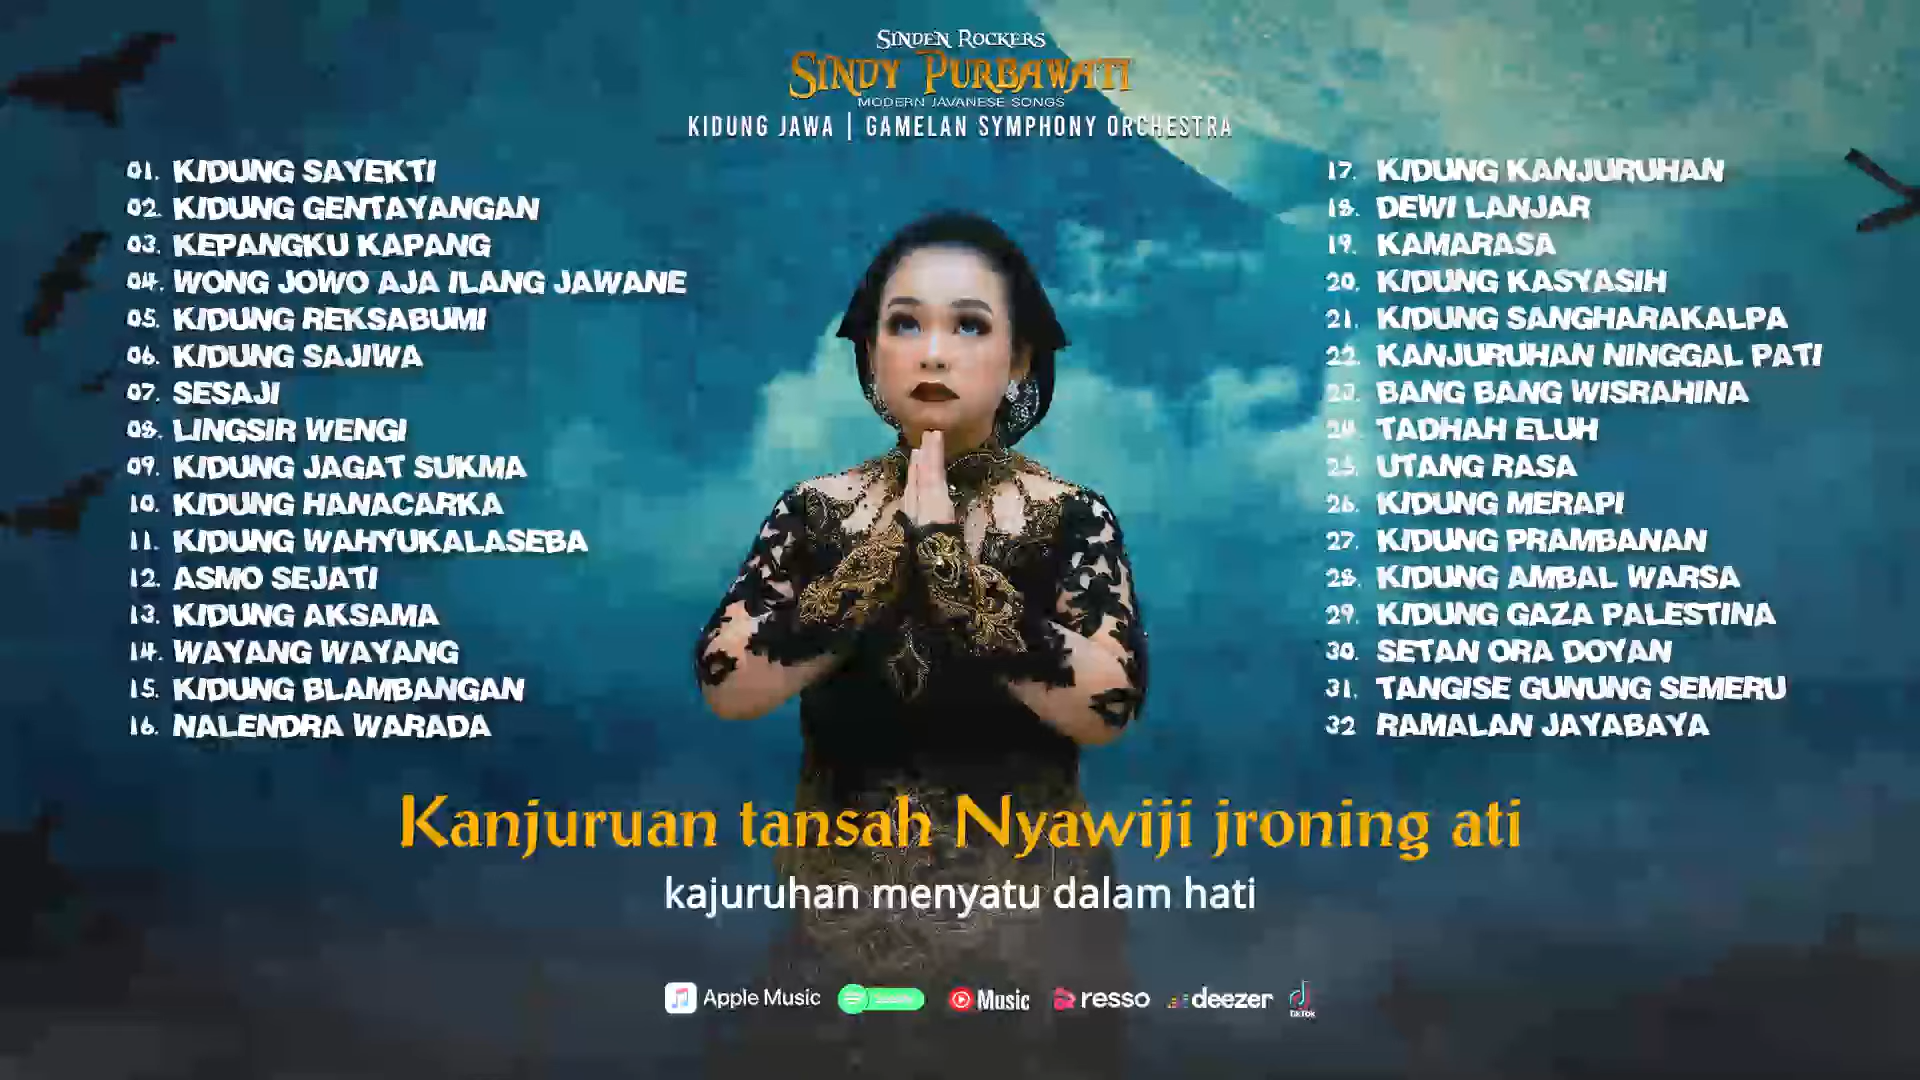 SINDEN ROCKERS
SINDY PURBAWATI
MODERN JAVANESE SONGS
KIDUNG JAWA | GAMELAN SYMPHONY ORCHESTRA
01. KIDUNG SAYEKTI
02. KIDUNG GENTAYANGAN
03. KEPANGKU KAPANG
04. WONG JOWO AJA ILANG JAWANE
05. KIDUNG REKSABUMI
06. KIDUNG SAJIWA
07. SESAJI
08. LINGSIR WENGI
09. KIDUNG JAGAT SUKMA
10. KIDUNG HANACARKA
11. KIDUNG WAHYUKALASEBA
12. ASMO SEJATI
13. KIDUNG AKSAMA
14. WAYANG WAYANG
15. KIDUNG BLAMBANGAN
16. NALENDRA WARADA
17. KIDUNG KANJURUHAN
18. DEWI LANJAR
19. KAMARASA
20. KIDUNG KASYASIH
21. KIDUNG SANGHARAKALPA
22. KANJURUHAN NINGGAL PATI
23. BANG BANG WISRAHINA
24. TADHAH ELUH
25. UTANG RASA
26. KIDUNG MERAPI
27. KIDUNG PRAMBANAN
28. KIDUNG AMBAL WARSA
29. KIDUNG GAZA PALESTINA
30. SETAN ORA DOYAN
31. TANGISE GUNUNG SEMERU
32 RAMALAN JAYABAYA
Kanjuruan tansah Nyawiji jroning ati
kajuruhan menyatu dalam hati
Apple Music
Music
resso
deezer
TikTok